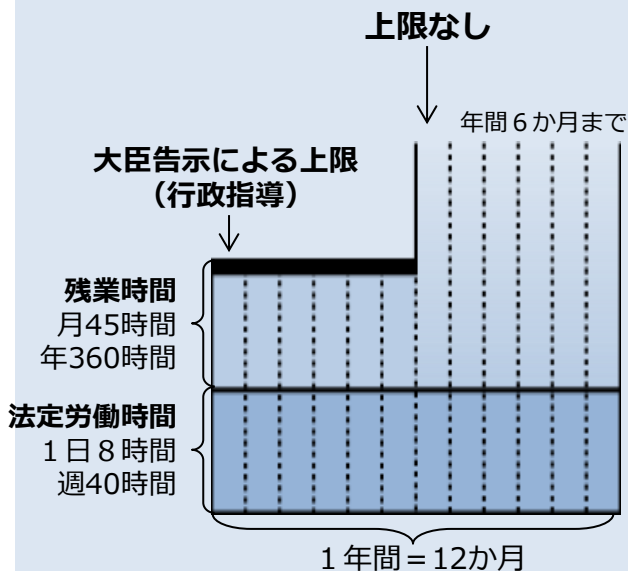 上限なし
年間６か月まで
大臣告示による上限
（行政指導）
残業時間
月45時間
年360時間
法定労働時間
１日８時間
週40時間
１年間＝12か月